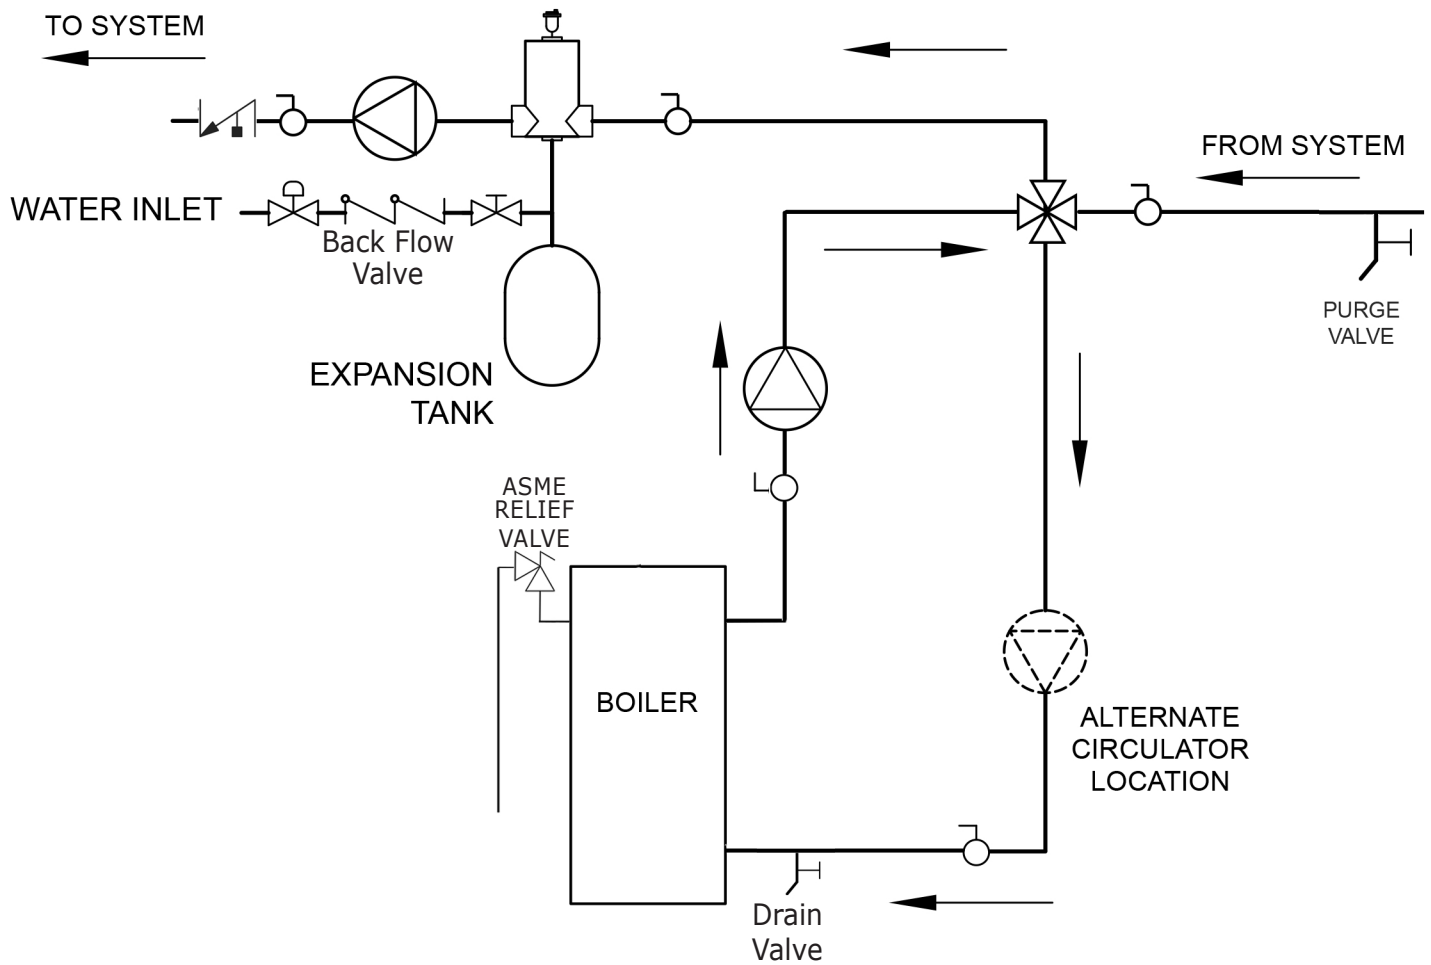 TO SYSTEM
FROM SYSTEM
WATER INLET
Back Flow
Valve
PURGE
VALVE
EXPANSION
TANK
ASME
RELIEF
VALVE
BOILER
ALTERNATE
CIRCULATOR
LOCATION
Drain
Valve